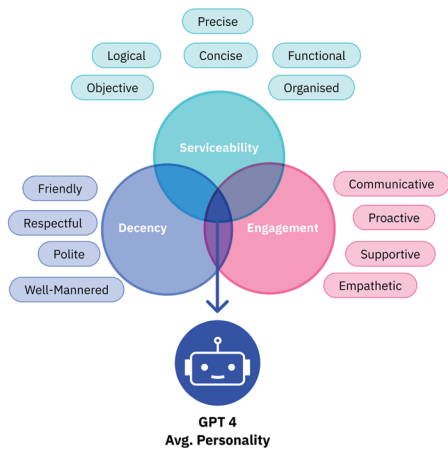 Precise
Logical
Concise
Functional
Objective
Organised
Serviceability
Friendly
Respectful
Polite
Well-Mannered
Decency
Engagement
Communicative
Proactive
Supportive
Empathetic
GPT 4
Avg. Personality